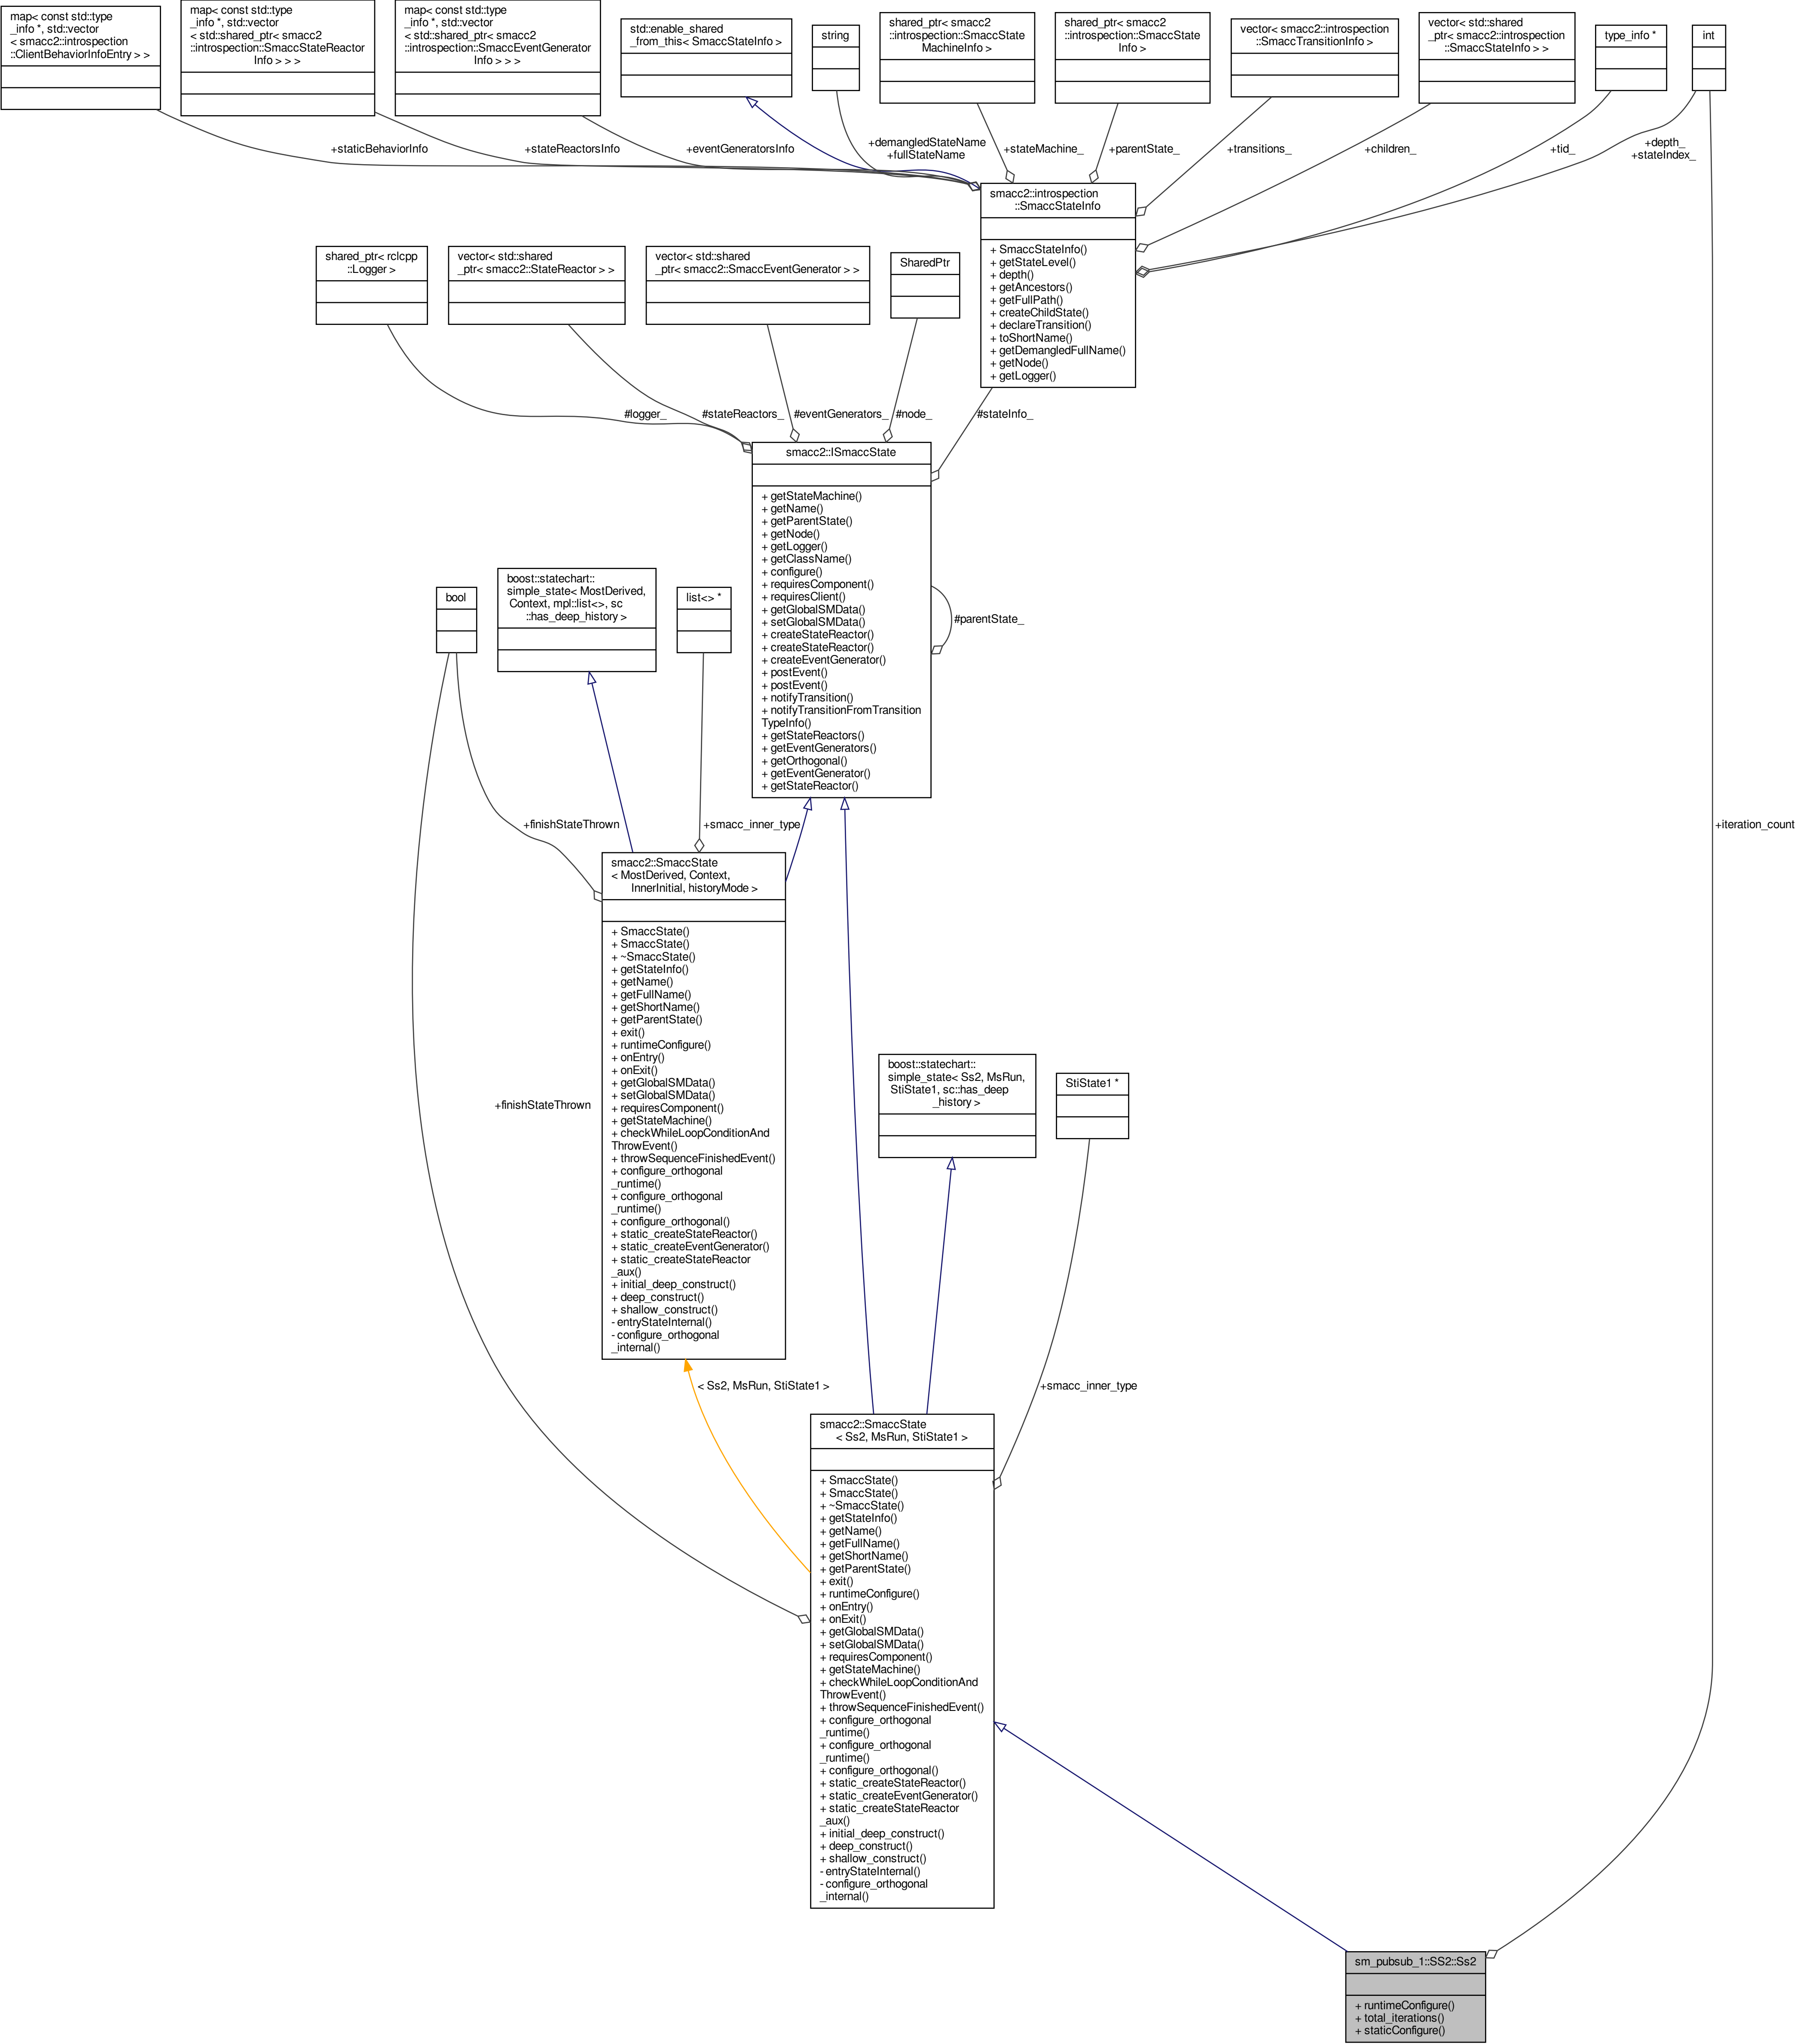 map< const std::type
_info *, std::vector
< smacc2::introspection
::ClientBehaviorInfoEntry > >
map< const std::type
_info *, std::vector
< std::shared_ptr< smacc2
::introspection::SmaccStateReactor
Info > > >
map< const std::type
_info *, std::vector
< std::shared_ptr< smacc2
::introspection::SmaccEventGenerator
Info > > >
std::enable_shared
_from_this< SmaccStateInfo >
string
shared_ptr< smacc2
::introspection::SmaccState
MachineInfo >
shared_ptr< smacc2
::introspection::SmaccState
Info >
vector< smacc2::introspection
::SmaccTransitionInfo >
vector< std::shared
_ptr< smacc2::introspection
::SmaccStateInfo > >
type_info *
int
+staticBehaviorInfo
+stateReactorsInfo
+eventGeneratorsInfo
+demangledStateName
+fullStateName
+stateMachine_
+parentState_
+transitions_
+children_
+tid_
+depth_
+stateIndex_
smacc2::introspection
::SmaccStateInfo
+ SmaccStateInfo()
+ getStateLevel()
+ depth()
+ getAncestors()
+ getFullPath()
+ createChildState()
+ declareTransition()
+ toShortName()
+ getDemangledFullName()
+ getNode()
+ getLogger()
shared_ptr< rclcpp
::Logger >
vector< std::shared
_ptr< smacc2::StateReactor > >
vector< std::shared
_ptr< smacc2::SmaccEventGenerator > >
SharedPtr
#logger_
#stateReactors_
#eventGenerators_
#node_
#stateInfo_
smacc2::ISmaccState
+ getStateMachine()
+ getName()
+ getParentState()
+ getNode()
+ getLogger()
+ getClassName()
+ configure()
+ requiresComponent()
+ requiresClient()
+ getGlobalSMData()
+ setGlobalSMData()
+ createStateReactor()
+ createStateReactor()
+ createEventGenerator()
+ postEvent()
+ postEvent()
+ notifyTransition()
+ notifyTransitionFromTransition
TypeInfo()
+ getStateReactors()
+ getEventGenerators()
+ getOrthogonal()
+ getEventGenerator()
+ getStateReactor()
#parentState_
bool
boost::statechart::
simple_state< MostDerived,
Context, mpl::list<>, sc
::has_deep_history >
list<> *
+finishStateThrown
+smacc_inner_type
+iteration_count
smacc2::SmaccState
< MostDerived, Context,
InnerInitial, historyMode >
+ SmaccState()
+ SmaccState()
+ ~SmaccState()
+ getStateInfo()
+ getName()
+ getFullName()
+ getShortName()
+ getParentState()
+ exit()
+ runtimeConfigure()
+ onEntry()
+ onExit()
+ getGlobalSMData()
+ setGlobalSMData()
+ requiresComponent()
+ getStateMachine()
+ checkWhileLoopConditionAnd
ThrowEvent()
+ throwSequenceFinishedEvent()
+ configure_orthogonal
_runtime()
+ configure_orthogonal
_runtime()
+ configure_orthogonal()
+ static_createStateReactor()
+ static_createEventGenerator()
+ static_createStateReactor
_aux()
+ initial_deep_construct()
+ deep_construct()
+ shallow_construct()
- entryStateInternal()
- configure_orthogonal
_internal()
+finishStateThrown
boost::statechart::
simple_state< Ss2, MsRun,
StiState1, sc::has_deep
_history >
StiState1 *
< Ss2, MsRun, StiState1 >
+smacc_inner_type
smacc2::SmaccState
< Ss2, MsRun, StiState1 >
+ SmaccState()
+ SmaccState()
+ ~SmaccState()
+ getStateInfo()
+ getName()
+ getFullName()
+ getShortName()
+ getParentState()
+ exit()
+ runtimeConfigure()
+ onEntry()
+ onExit()
+ getGlobalSMData()
+ setGlobalSMData()
+ requiresComponent()
+ getStateMachine()
+ checkWhileLoopConditionAnd
ThrowEvent()
+ throwSequenceFinishedEvent()
+ configure_orthogonal
_runtime()
+ configure_orthogonal
_runtime()
+ configure_orthogonal()
+ static_createStateReactor()
+ static_createEventGenerator()
+ static_createStateReactor
_aux()
+ initial_deep_construct()
+ deep_construct()
+ shallow_construct()
- entryStateInternal()
- configure_orthogonal
_internal()
sm_pubsub_1::SS2::Ss2
+ runtimeConfigure()
+ total_iterations()
+ staticConfigure()